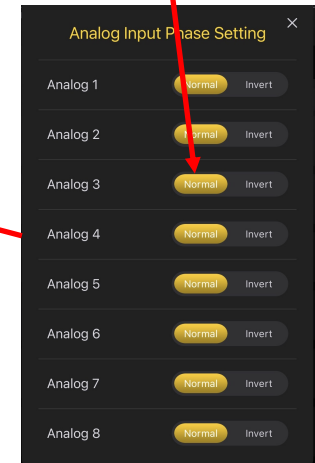 Analog Input Phase Setting ×
Analog 1 Normal Invert
Analog 2 Normal Invert
Analog 3 Normal Invert
Analog 4 Normal Invert
Analog 5 Normal Invert
Analog 6 Normal Invert
Analog 7 Normal Invert
Analog 8 Normal Invert